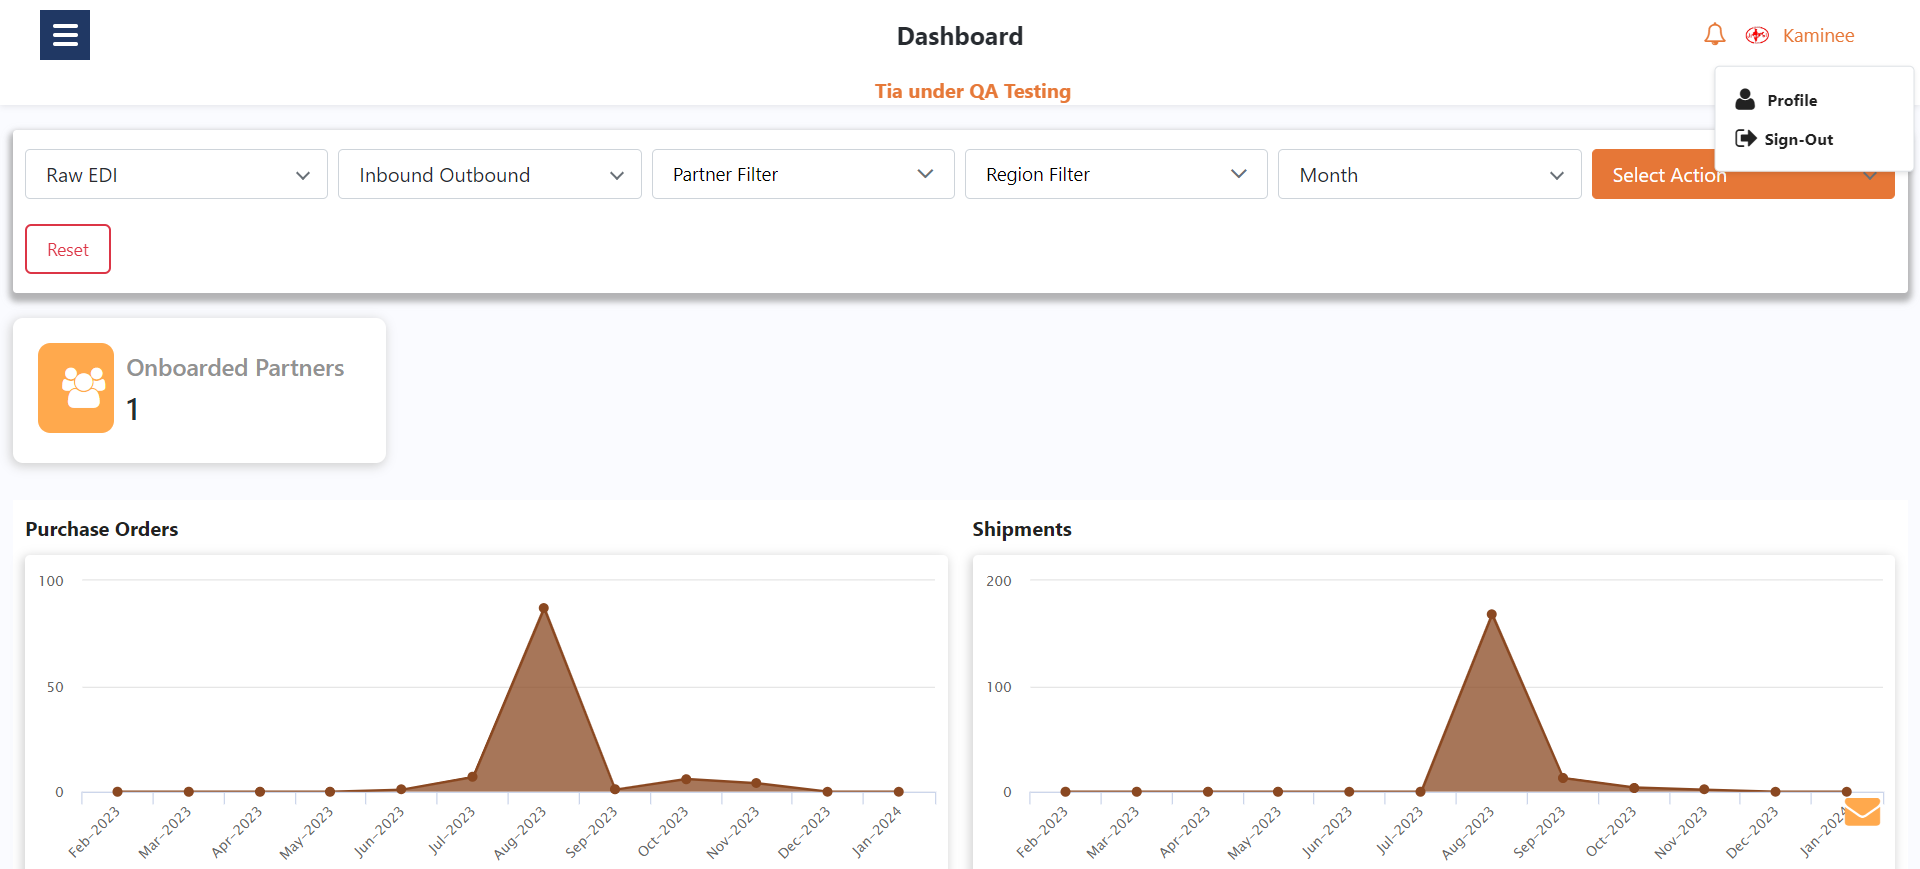 Dashboard
Kaminee
Tia under QA Testing
Profile
Sign-Out
Raw EDI
Inbound Outbound
Partner Filter
Region Filter
Month
Select Action
Reset
Onboarded Partners
1
Purchase Orders
100
50
0
Feb-2023
Mar-2023
Apr-2023
May-2023
Jun-2023
Jul-2023
Aug-2023
Sep-2023
Oct-2023
Nov-2023
Dec-2023
Jan-2024
Shipments
200
100
0
Feb-2023
Mar-2023
Apr-2023
May-2023
Jun-2023
Jul-2023
Aug-2023
Sep-2023
Oct-2023
Nov-2023
Dec-2023
Jan-2024